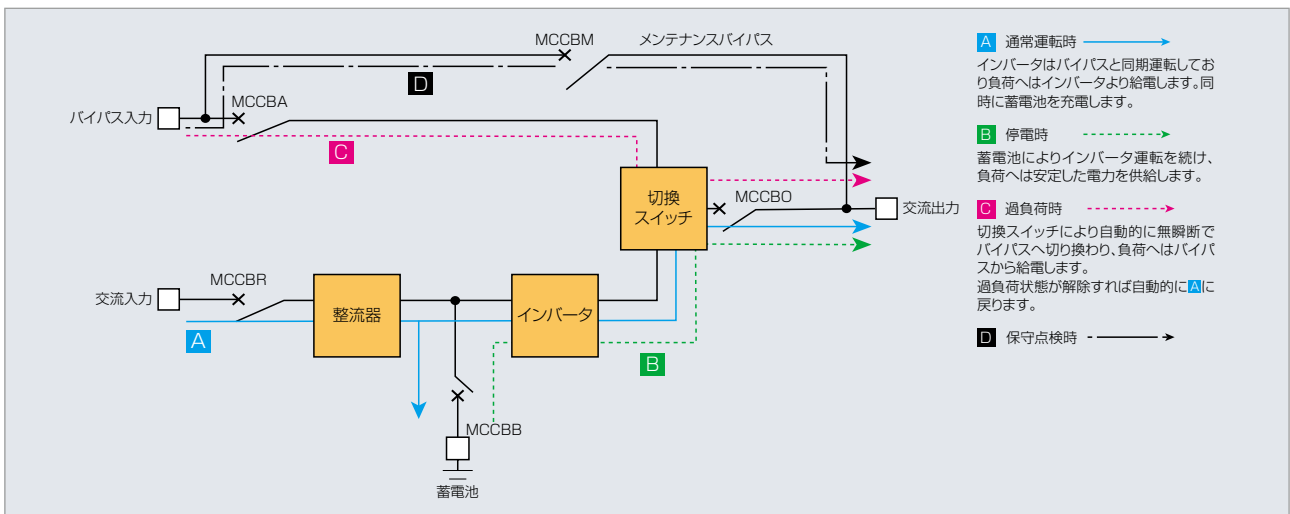 MCCBM
メンテナンスバイパス
D
バイパス入力
MCCBA
C
切換
スイッチ
MCCBO
交流出力
MCCBR
交流入力
整流器
インバータ
A
B
MCCBB
蓄電池
A 通常運転時
インバータはバイパスと同期運転してお
り負荷へはインバータより給電します。同
時に蓄電池を充電します。
B 停電時
蓄電池によりインバータ運転を続け、
負荷へは安定した電力を供給します。
C 過負荷時
切換スイッチにより自動的に無瞬断で
バイパスへ切り換わり、負荷へはバイパ
スから給電します。
過負荷状態が解除すれば自動的にAに
戻ります。
D 保守点検時